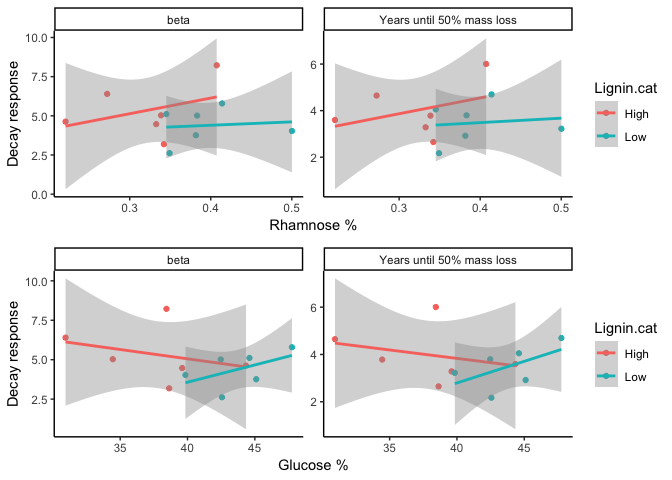 beta
Years until 50% mass loss
10.0
7.5
5.0
2.5
0.0
6
4
2
Decay response
0.3
0.4
0.5
0.3
0.4
0.5
Rhamnose %
Lignin.cat
High
Low
beta
Years until 50% mass loss
10.0
7.5
5.0
2.5
6
4
2
Decay response
35
40
45
35
40
45
Glucose %
Lignin.cat
High
Low